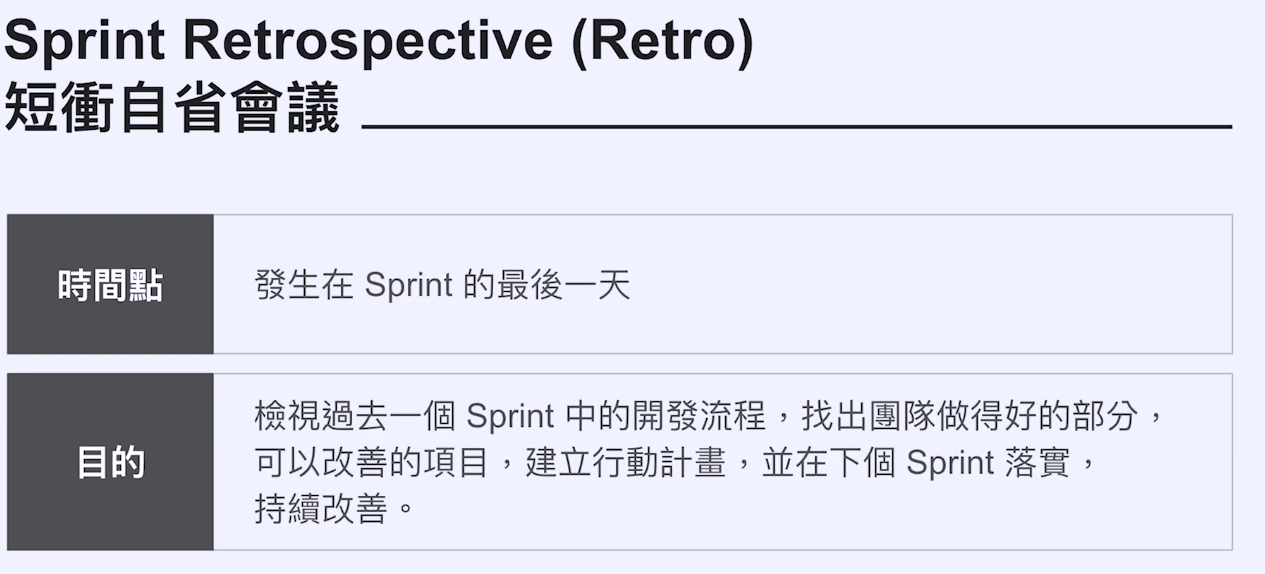 Sprint Retrospective (Retro)
短衝自省會議
時間點
發生在 Sprint 的最後一天
目的
檢視過去一個 Sprint 中的開發流程，找出團隊做得好的部分，
可以改善的項目，建立行動計畫，並在下個 Sprint 落實，
持續改善。